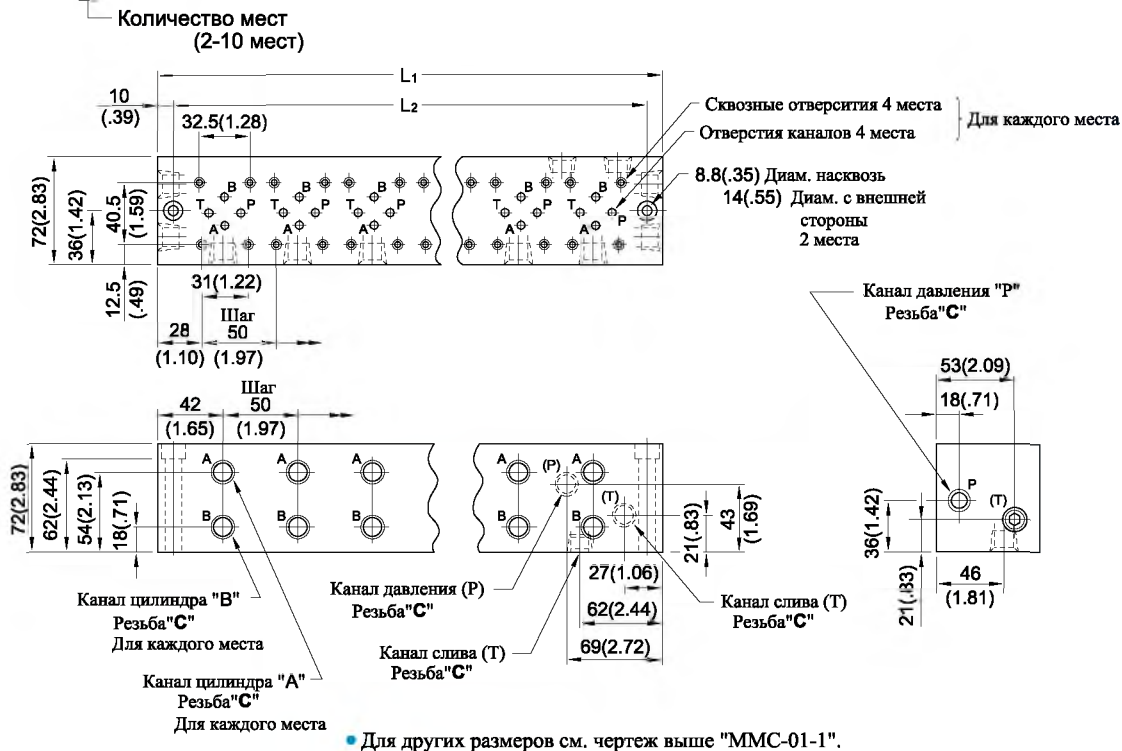 Количество мест
(2-10 мест)
L1
L2
10
(.39)
32.5(1.28)
Сквозные отверсития 4 места
Отверстия каналов 4 места
Для каждого места
8.8(.35) Диам. насквозь
14(.55) Диам. с внешней
стороны
2 места
72(2.83)
36(1.42)
40.5
(1.59)
12.5
(.49)
B B B B B
T P T P T P T P T P
A A A A A
31(1.22)
Шаг
28 50
(1.10) (1.97)
Канал давления "P"
Резьба"C"
53(2.09)
18(.71)
P
(T)
36(1.42)
21(.83)
46
(1.81)
Шаг
42 50
(1.65) (1.97)
72(2.83)
62(2.44)
54(2.13)
18(.71)
A A A A A
(P)
(T)
B B B B B
21(.83)
43
(1.69)
27(1.06)
62(2.44)
69(2.72)
Канал цилиндра "B"
Резьба"C"
Для каждого места
Канал давления (P)
Резьба"C"
Канал слива (T)
Резьба"C"
Канал слива (T)
Резьба"C"
Канал цилиндра "A"
Резьба"C"
Для каждого места
• Для других размеров см. чертеж выше "MMC-01-1".